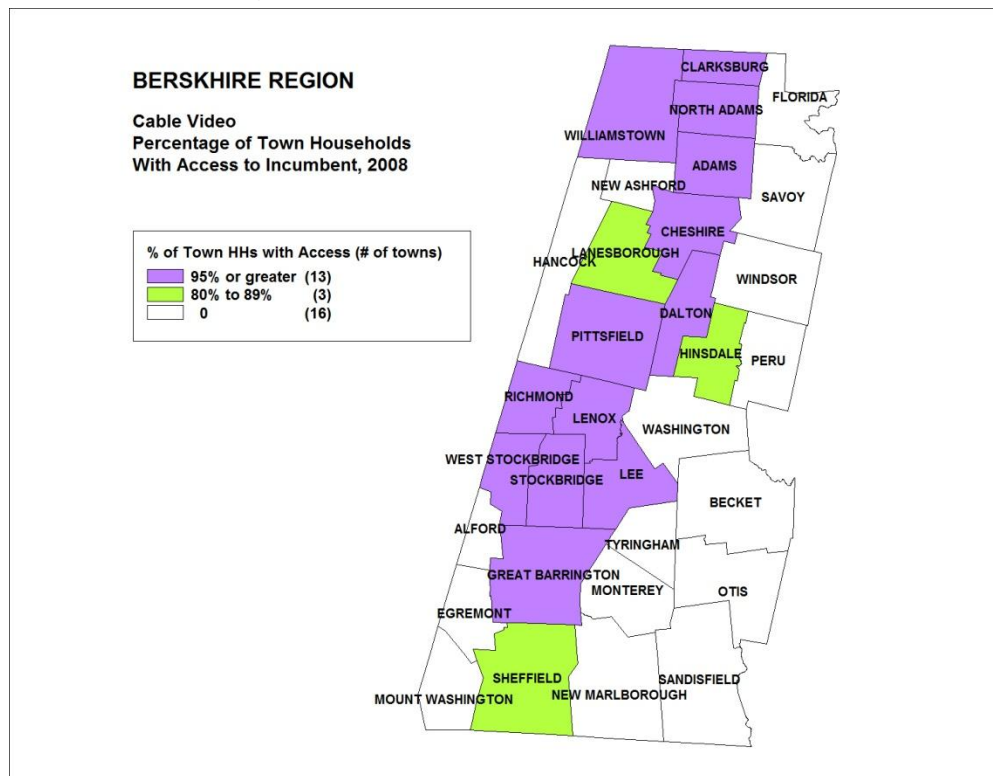 BERSKHIRE REGION
Cable Video
Percentage of Town Households
With Access to Incumbent, 2008
% of Town HHs with Access (# of towns)
95% or greater (13)
80% to 89% (3)
0 (16)
CLARKSBURG
FLORIDA
NORTH ADAMS
WILLIAMSTOWN
ADAMS
NEW ASHFORD
SAVOY
CHESHIRE
LANESBOROUGH
HANCOCK
WINDSOR
DALTON
PITTSFIELD
HINSDALE
PERU
RICHMOND
LENOX
WASHINGTON
WEST STOCKBRIDGE
STOCKBRIDGE
LEE
BECKET
ALFORD
TYRINGHAM
GREAT BARRINGTON
MONTEREY
OTIS
EGREMONT
SHEFFIELD
SANDISFIELD
MOUNT WASHINGTON
NEW MARLBOROUGH